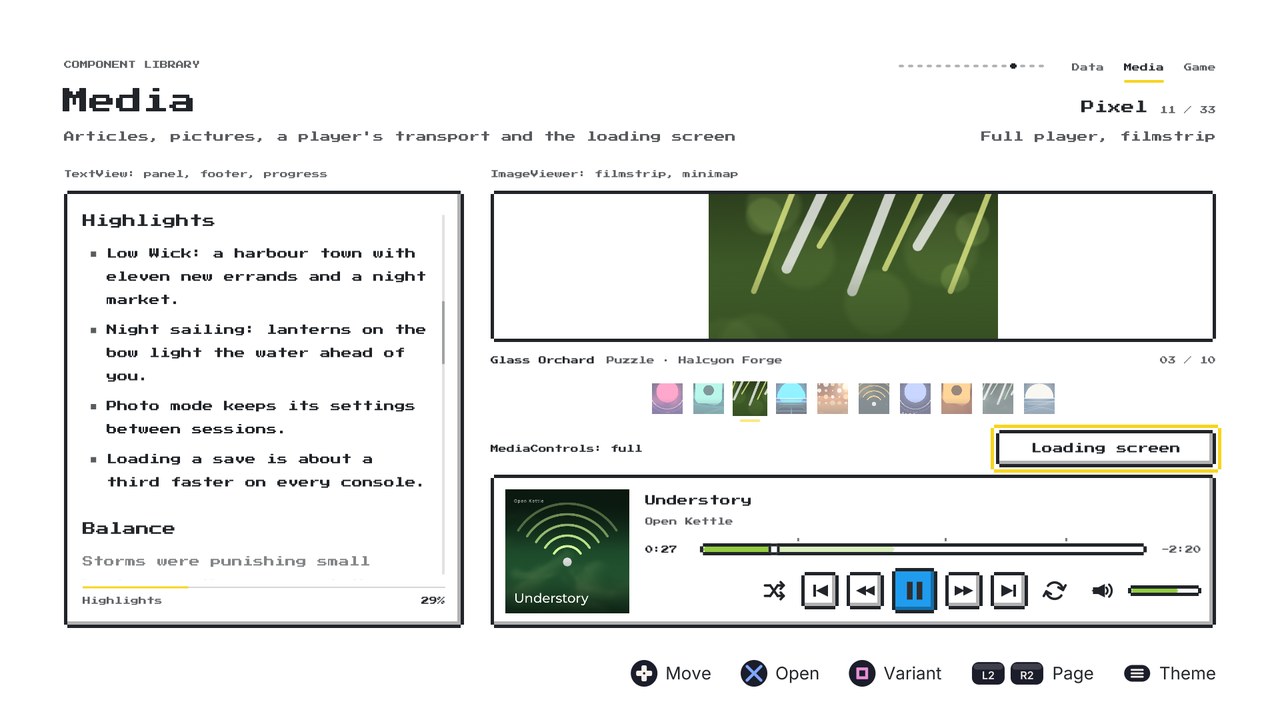 COMPONENT LIBRARY
Data Media Game
Media
Pixel 11 / 33
Articles, pictures, a player's transport and the loading screen
Full player, filmstrip
TextView: panel, footer, progress
Highlights
Low Wick: a harbour town with
eleven new errands and a night
market.
Night sailing: lanterns on the
bow light the water ahead of
you.
Photo mode keeps its settings
between sessions.
Loading a save is about a
third faster on every console.
Balance
Storms were punishing small
Highlights 29%
ImageViewer: filmstrip, minimap
Glass Orchard Puzzle · Halcyon Forge 03 / 10
MediaControls: full
Loading screen
Open Kettle
Understory
Understory
Open Kettle
0:27 -2:20
Move Open Variant L2 R2 Page Theme